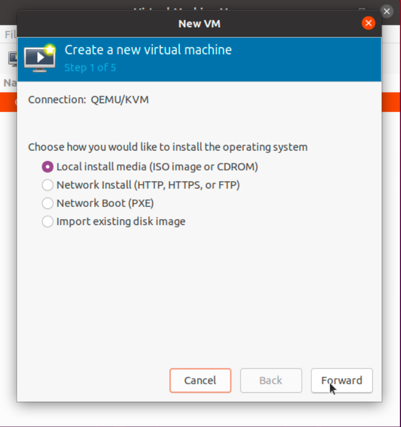 New VM
Create a new virtual machine
Step 1 of 5
Connection: QEMU/KVM
Choose how you would like to install the operating system
Local install media (ISO image or CDROM)
Network Install (HTTP, HTTPS, or FTP)
Network Boot (PXE)
Import existing disk image
Cancel Back Forward